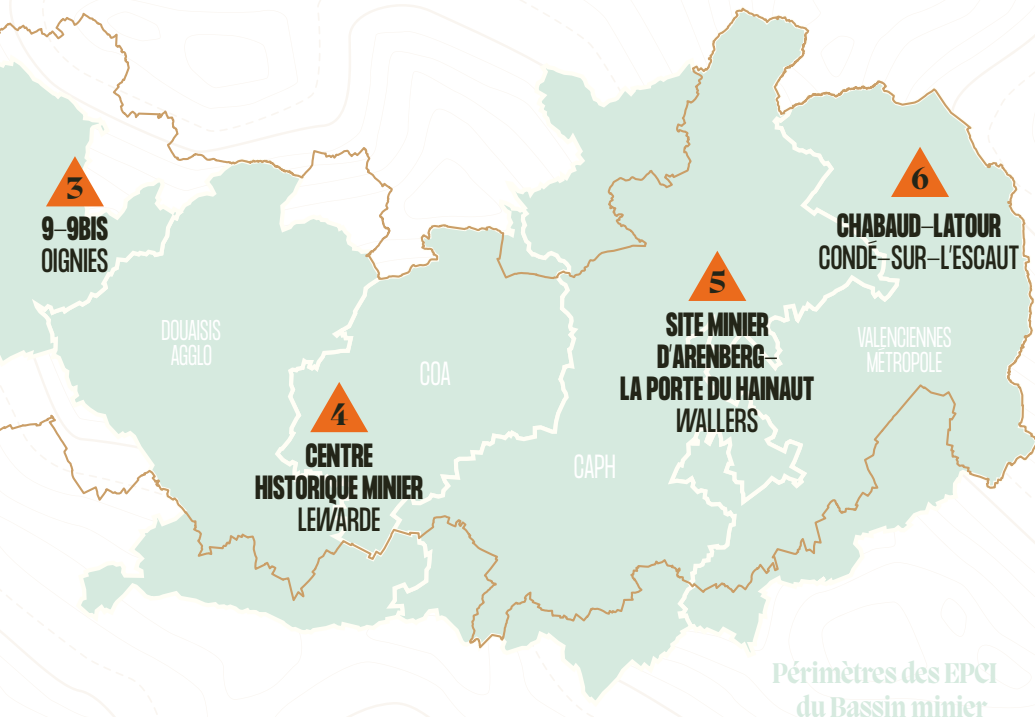 3
9–9BIS
OIGNIES
6
CHABAUD–LATOUR
CONDÉ–SUR–L'ESCAUT
5
SITE MINIER
D'ARENBERG–
LA PORTE DU HAINAUT
WALLERS
DOUAISIS
AGGLO
COA
VALENCIENNES
MÉTROPOLE
4
CENTRE
HISTORIQUE MINIER
LEWARDE
CAPH
Périmètres des EPCI
du Bassin minier